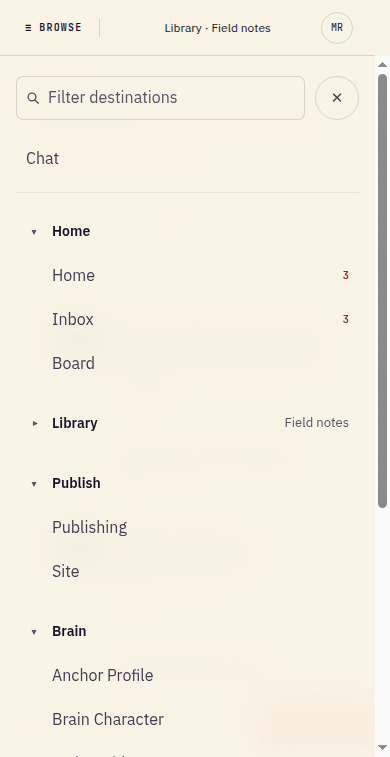 ≡ BROWSE
Library · Field notes
MR
Filter destinations
✕
Chat
▾ Home
Home 3
Inbox 3
Board
▸ Library Field notes
▾ Publish
Publishing
Site
▾ Brain
Anchor Profile
Brain Character